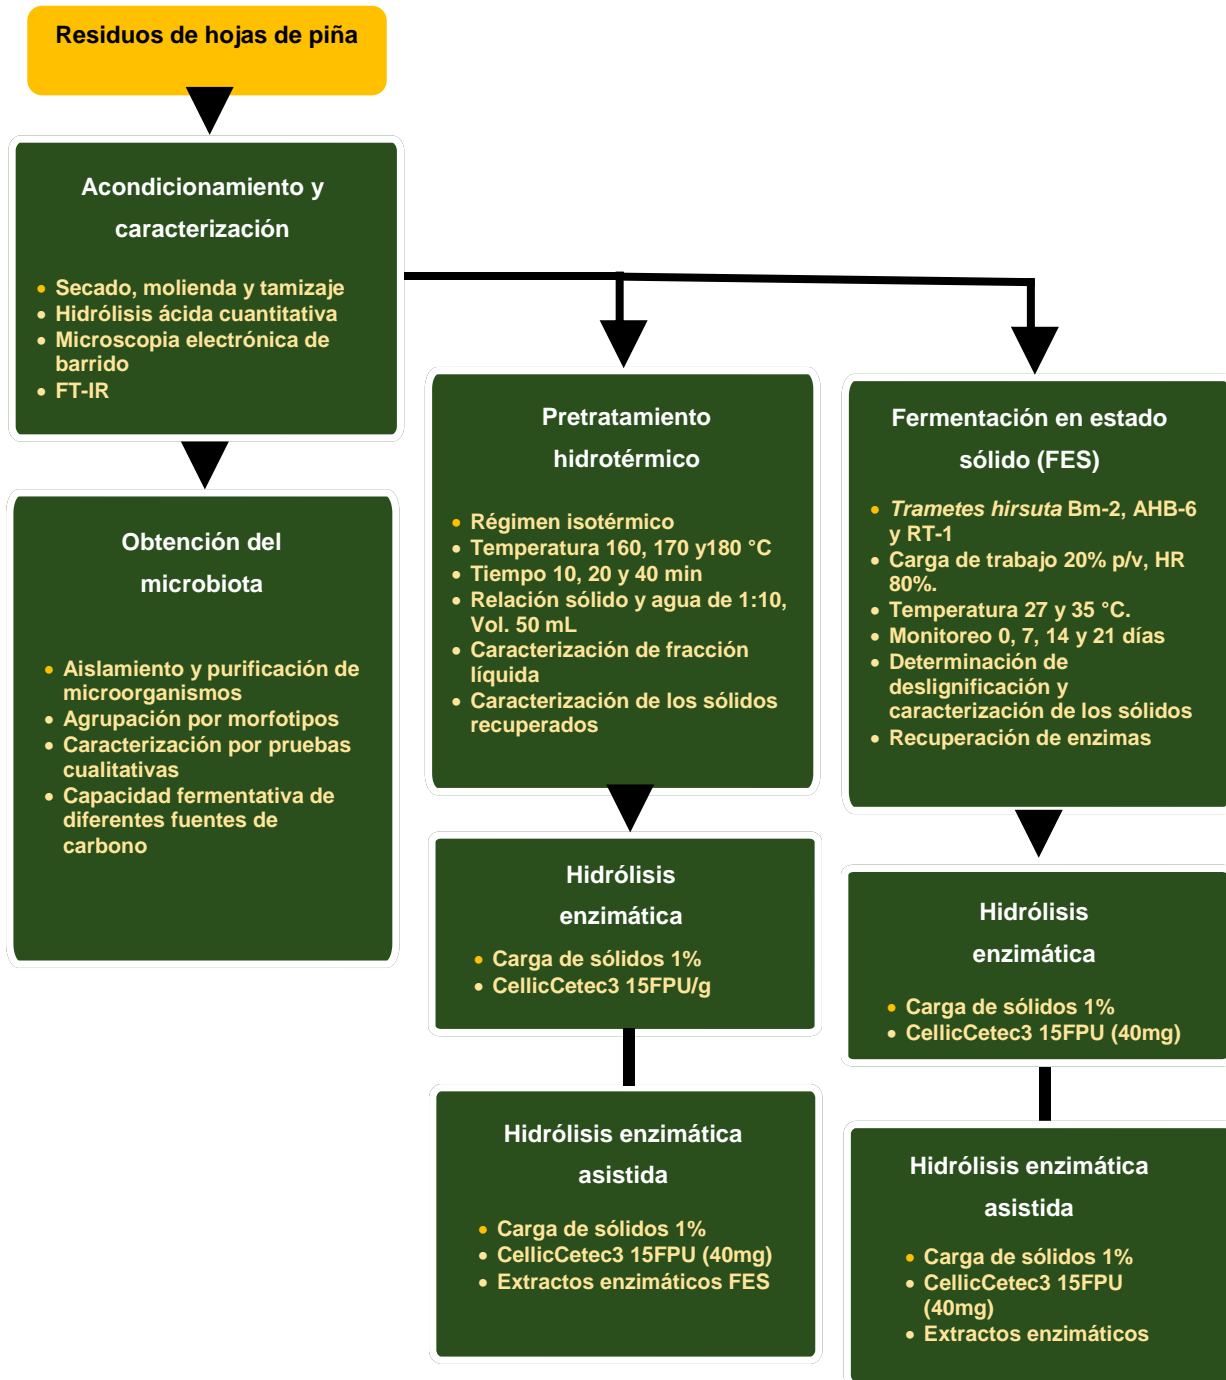 Residuos de hojas de piña
Acondicionamiento y
caracterización
• Secado, molienda y tamizaje
• Hidrólisis ácida cuantitativa
• Microscopia electrónica de
barrido
• FT-IR
Obtención del
microbiota
• Aislamiento y purificación de
microorganismos
• Agrupación por morfotipos
• Caracterización por pruebas
cualitativas
• Capacidad fermentativa de
diferentes fuentes de
carbono
Pretratamiento
hidrotérmico
• Régimen isotérmico
• Temperatura 160, 170 y180 °C
• Tiempo 10, 20 y 40 min
• Relación sólido y agua de 1:10,
Vol. 50 mL
• Caracterización de fracción
líquida
• Caracterización de los sólidos
recuperados
Hidrólisis
enzimática
• Carga de sólidos 1%
• CellicCetec3 15FPU/g
Hidrólisis enzimática
asistida
• Carga de sólidos 1%
• CellicCetec3 15FPU (40mg)
• Extractos enzimáticos FES
Fermentación en estado
sólido (FES)
• Trametes hirsuta Bm-2, AHB-6
y RT-1
• Carga de trabajo 20% p/v, HR
80%.
• Temperatura 27 y 35 °C.
• Monitoreo 0, 7, 14 y 21 días
• Determinación de
deslignificación y
caracterización de los sólidos
• Recuperación de enzimas
Hidrólisis
enzimática
• Carga de sólidos 1%
• CellicCetec3 15FPU (40mg)
Hidrólisis enzimática
asistida
• Carga de sólidos 1%
• CellicCetec3 15FPU
(40mg)
• Extractos enzimáticos